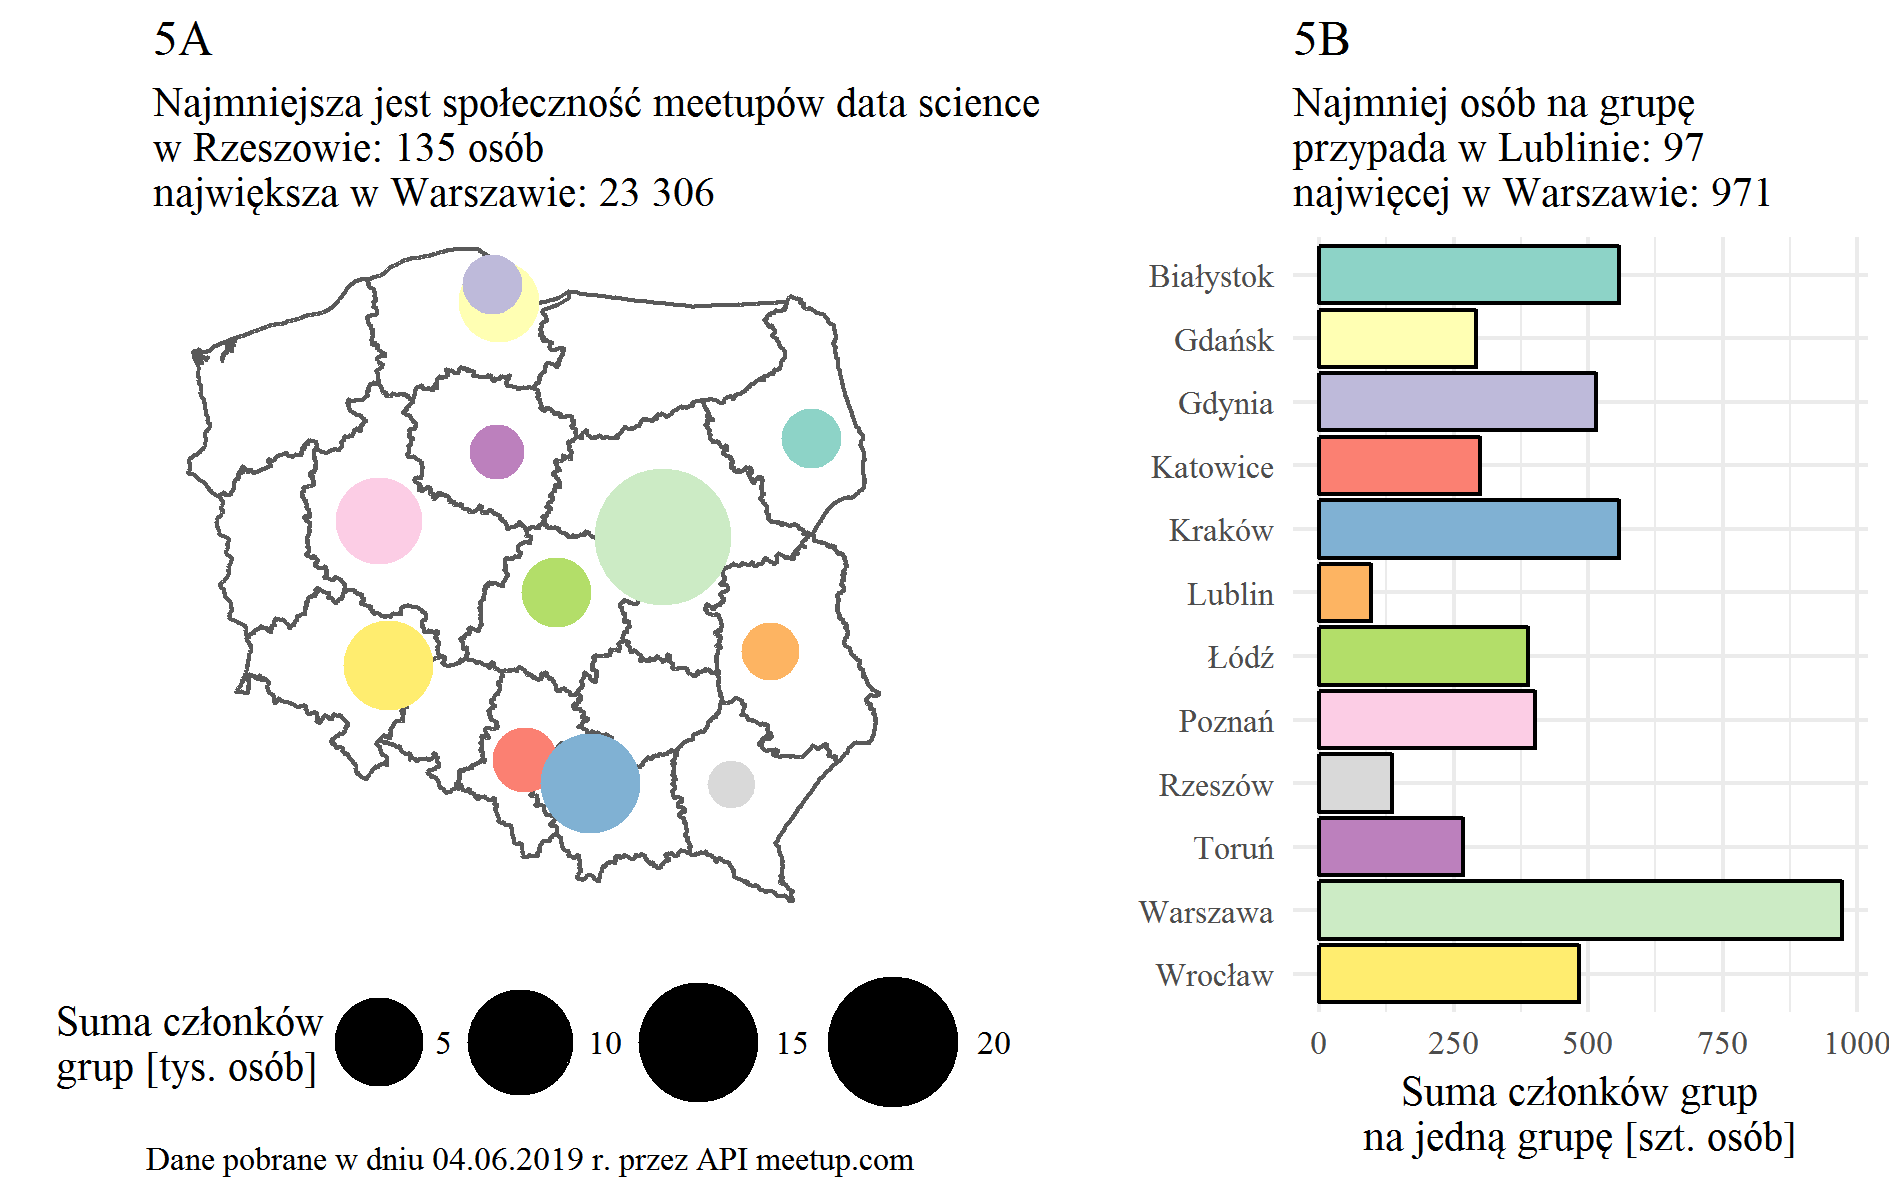 5A
Najmniejsza jest społeczność meetupów data science
w Rzeszowie: 135 osób
największa w Warszawie: 23 306
Suma członków
grup [tys. osób]
5
10
15
20
Dane pobrane w dniu 04.06.2019 r. przez API meetup.com
5B
Najmniej osób na grupę
przypada w Lublinie: 97
najwięcej w Warszawie: 971
Białystok
Gdańsk
Gdynia
Katowice
Kraków
Lublin
Łódź
Poznań
Rzeszów
Toruń
Warszawa
Wrocław
0 250 500 750 1000
Suma członków grup
na jedną grupę [szt. osób]